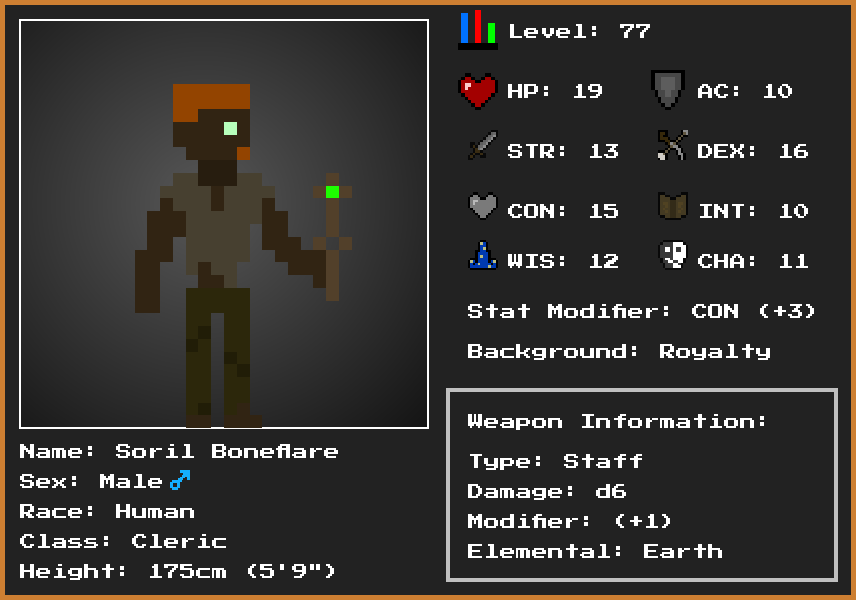 Level: 77
HP: 19
AC: 10
STR: 13
DEX: 16
CON: 15
INT: 10
WIS: 12
CHA: 11
Stat Modifier: CON (+3)
Background: Royalty
Weapon Information:
Type: Staff
Damage: d6
Modifier: (+1)
Elemental: Earth
Name: Soril Boneflare
Sex: Male ♂
Race: Human
Class: Cleric
Height: 175cm (5'9")